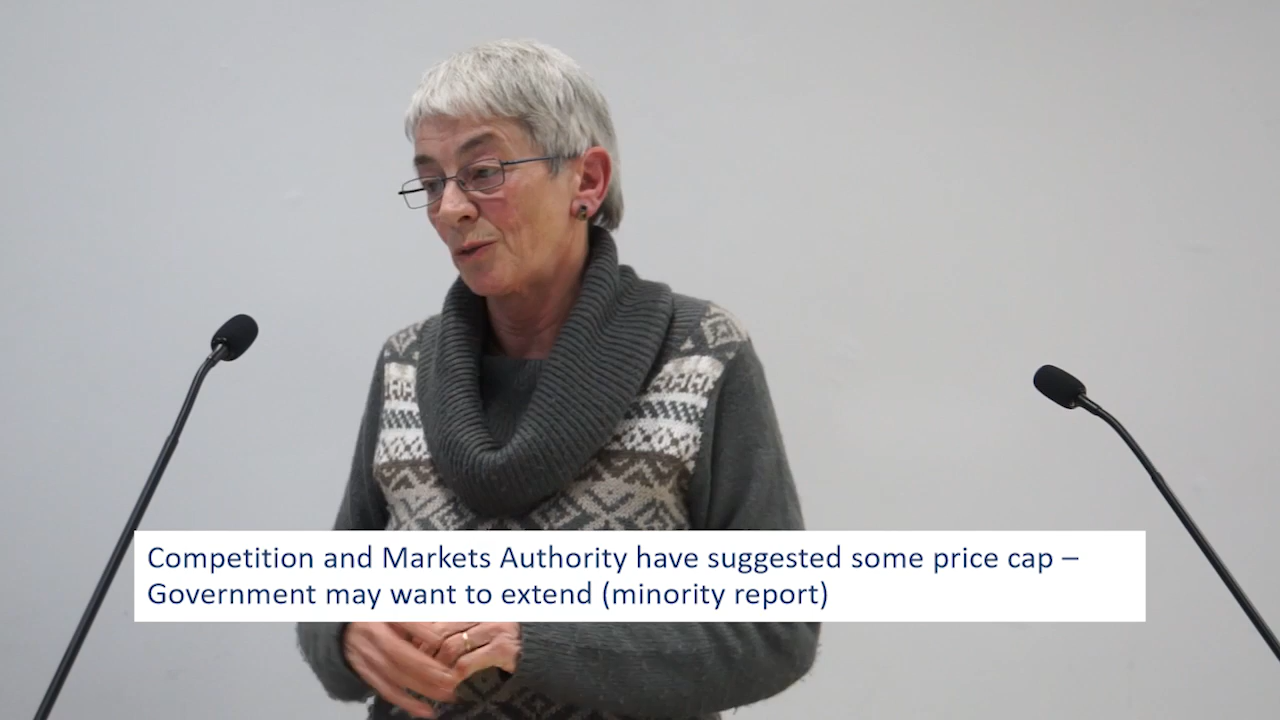 Competition and Markets Authority have suggested some price cap –
Government may want to extend (minority report)